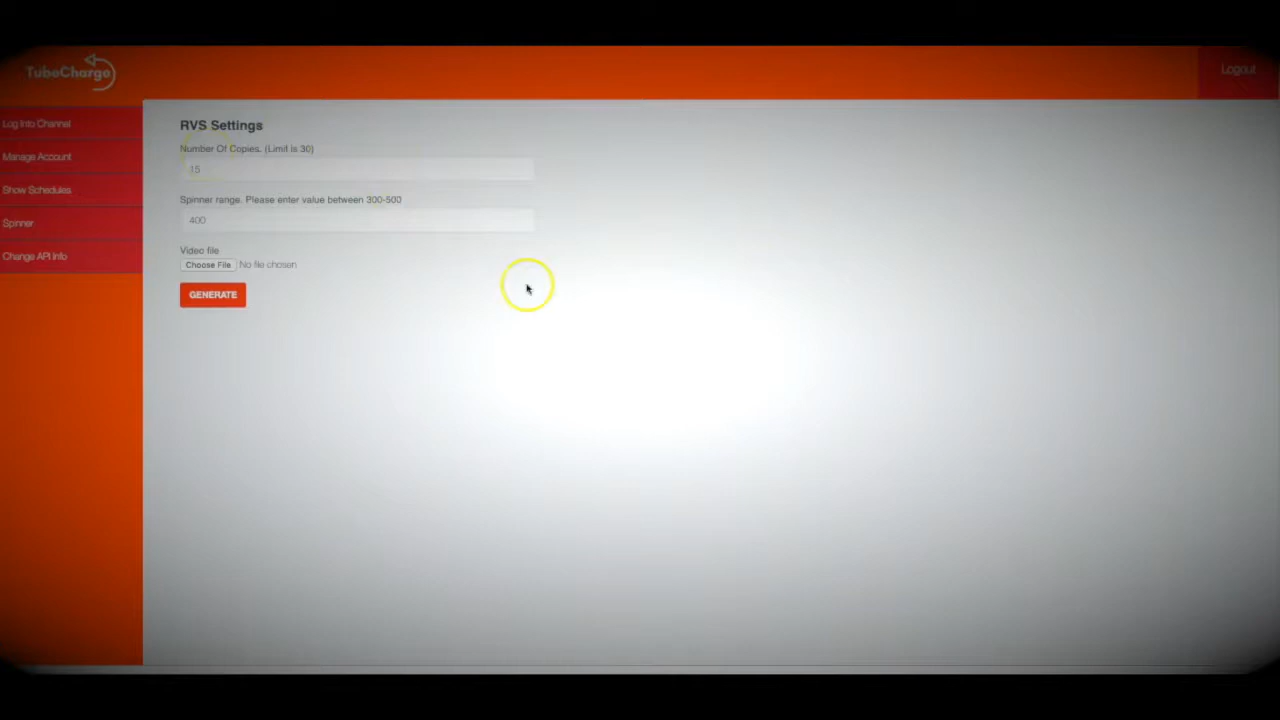 TubeCharge
Logout
Log Into Channel
Manage Account
Show Schedules
Spinner
Change API Info
RVS Settings
Number Of Copies. (Limit is 30)
15
Spinner range. Please enter value between 300-500
400
Video file
Choose File No file chosen
GENERATE